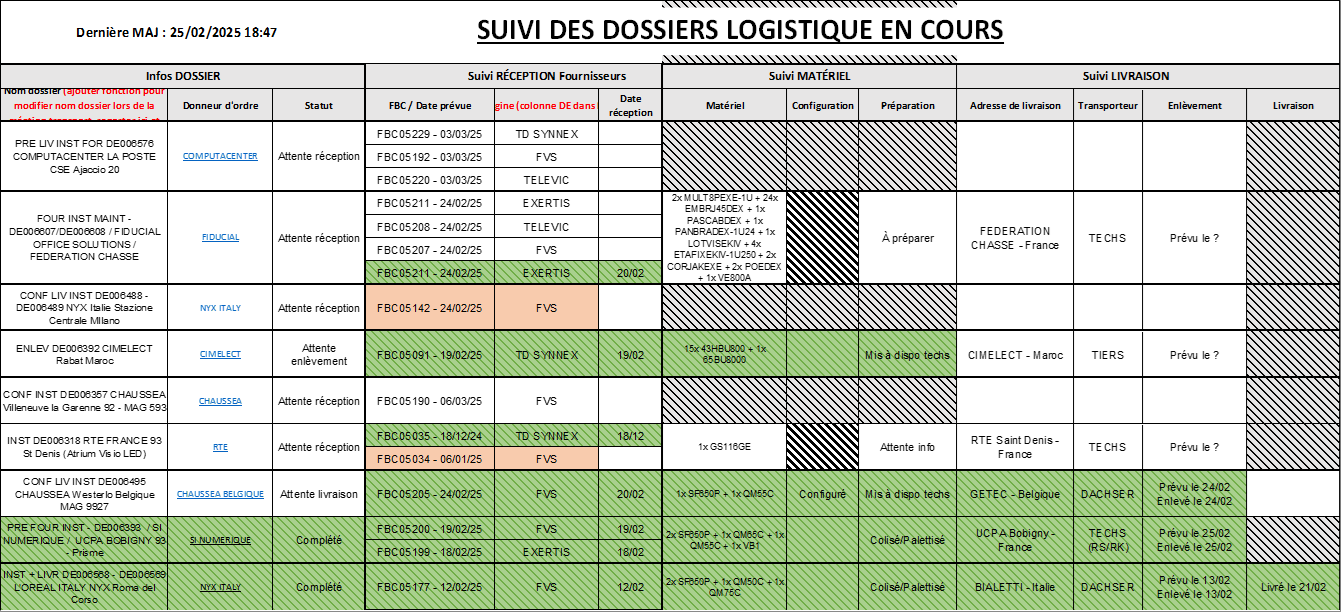 Dernière MAJ : 25/02/2025 18:47
SUIVI DES DOSSIERS LOGISTIQUE EN COURS
Infos DOSSIER
Suivi RÉCEPTION Fournisseurs
Suivi MATÉRIEL
Suivi LIVRAISON
Nom dossier (ajouter fonction pour
modifier nom dossier lors de la
Donneur d'ordre
Statut
FBC / Date prévue
(colonne DE dans
Date
réception
Matériel
Configuration
Préparation
Adresse de livraison
Transporteur
Enlèvement
Livraison
PRE LIV INST FOR DE006576
COMPUTACENTER LA POSTE
CSE Ajaccio 20
COMPUTACENTER
Attente réception
FBC05229 - 03/03/25
TD SYNNEX
FBC05192 - 03/03/25
FVS
FBC05220 - 03/03/25
TELEVIC
FOUR INST MAINT -
DE006607/DE006608 / FIDUCIAL
OFFICE SOLUTIONS /
FEDERATION CHASSE
FIDUCIAL
Attente réception
FBC05211 - 24/02/25
EXERTIS
FBC05208 - 24/02/25
TELEVIC
FBC05207 - 24/02/25
FVS
FBC05211 - 24/02/25
EXERTIS
20/02
2x MULT8PEXE-1U + 24x
EMBRJ45DEX + 1x
PASCABDEX + 1x
PANBRADEX-1U24 + 1x
LOTVISEKIV + 4x
ETAFIXEKIV-1U250 + 2x
CORJAKEXE + 2x POEDEX
+ 1x VE800A
À préparer
FEDERATION
CHASSE - France
TECHS
Prévu le ?
CONF LIV INST DE006488 -
DE006489 NYX Italie Stazione
Centrale MIlano
NYX ITALY
Attente réception
FBC05142 - 24/02/25
FVS
ENLEV DE006392 CIMELECT
Rabat Maroc
CIMELECT
Attente
enlèvement
FBC05091 - 19/02/25
TD SYNNEX
19/02
15x 43HBU800 + 1x
65BU8000
Mis à dispo techs
CIMELECT - Maroc
TIERS
Prévu le ?
CONF INST DE006357 CHAUSSEA
Villeneuve la Garenne 92 - MAG 593
CHAUSSEA
Attente réception
FBC05190 - 06/03/25
FVS
INST DE006318 RTE FRANCE 93
St Denis (Atrium Visio LED)
RTE
Attente réception
FBC05035 - 18/12/24
TD SYNNEX
18/12
FBC05034 - 06/01/25
FVS
1x GS116GE
Attente info
RTE Saint Denis -
France
TECHS
Prévu le ?
CONF LIV INST DE006495
CHAUSSEA Westerlo Belgique
MAG 9927
CHAUSSEA BELGIQUE
Attente livraison
FBC05205 - 24/02/25
FVS
20/02
1x SF650P + 1x QM55C
Configuré
Mis à dispo techs
GETEC - Belgique
DACHSER
Prévu le 24/02
Enlevé le 24/02
PRE FOUR INST - DE006393 / SI
NUMERIQUE / UCPA BOBIGNY 93
- Prisme
SI NUMERIQUE
Complété
FBC05200 - 19/02/25
FVS
19/02
FBC05199 - 18/02/25
EXERTIS
18/02
2x SF650P + 1x QM65C + 1x
QM55C + 1x VB1
Colisé/Palettisé
UCPA Bobigny -
France
TECHS
(RS/RK)
Prévu le 25/02
Enlevé le 25/02
INST + LIVR DE006568 - DE006569
L'OREAL ITALY NYX Roma del
Corso
NYX ITALY
Complété
FBC05177 - 12/02/25
FVS
12/02
2x SF650P + 1x QM50C + 1x
QM75C
Colisé/Palettisé
BIALETTI - Italie
DACHSER
Prévu le 13/02
Enlevé le 13/02
Livré le 21/02